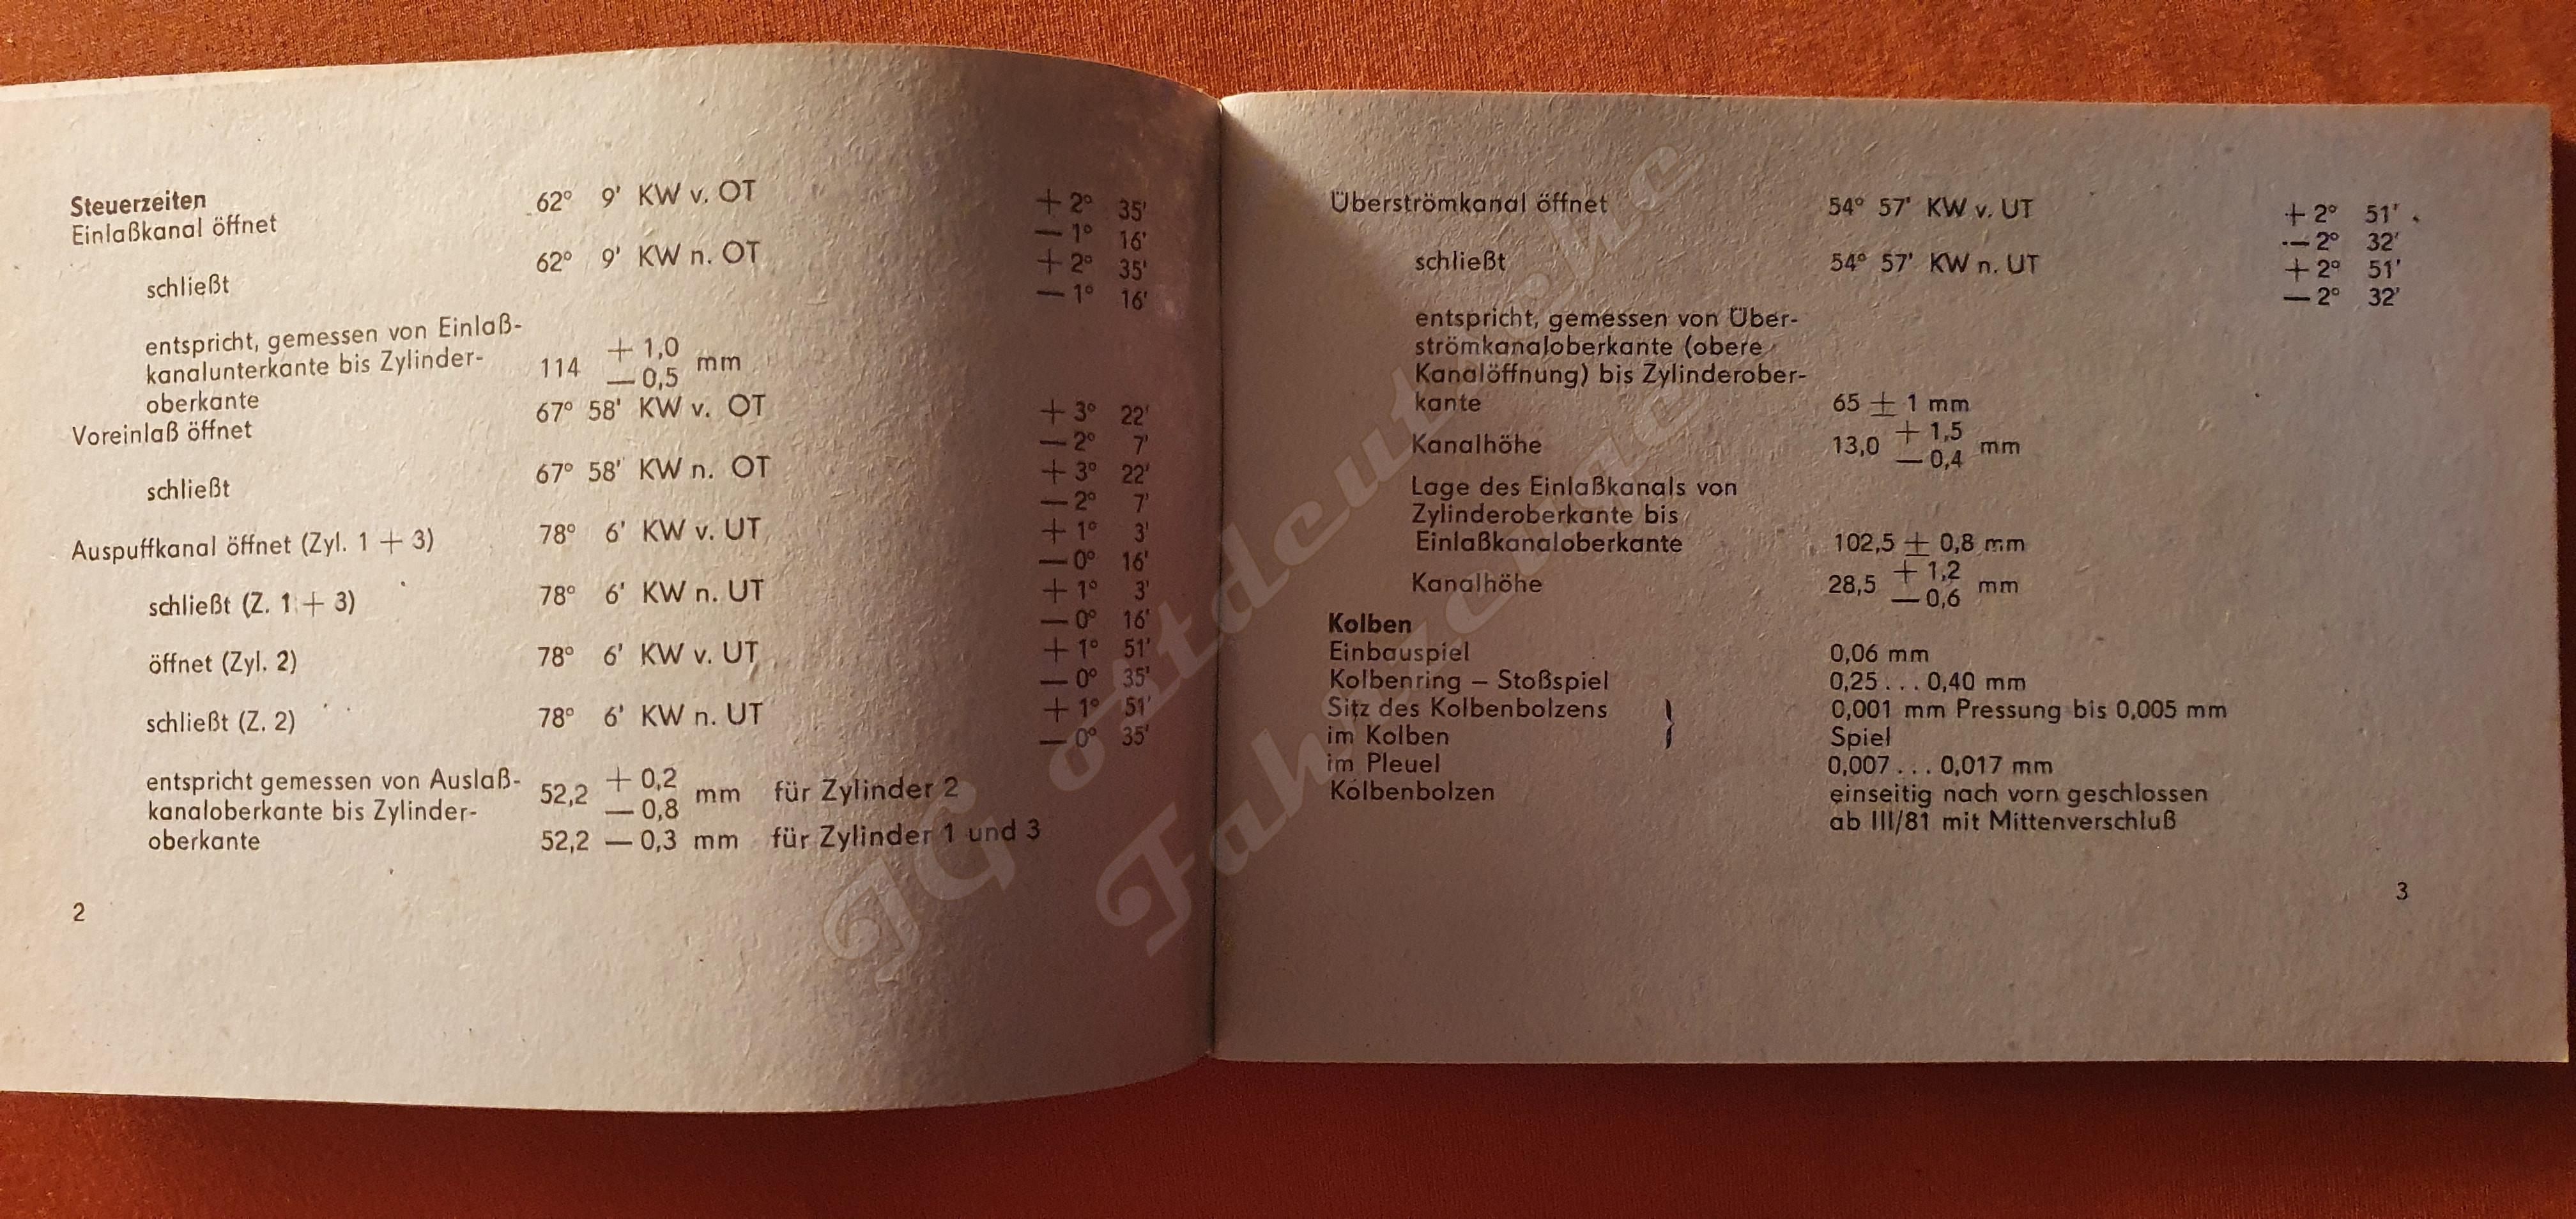 Steuerzeiten
Einlaßkanal öffnet 62° 9' KW v. OT + 2° 35'
— 1° 16'
schließt 62° 9' KW n. OT + 2° 35'
— 1° 16'
entspricht, gemessen von Einlaß-
kanalunterkante bis Zylinder-
oberkante 114 + 1,0 — 0,5 mm
Voreinlaß öffnet 67° 58' KW v. OT + 3° 22'
— 2° 7'
schließt 67° 58' KW n. OT + 3° 22'
— 2° 7'
Auspuffkanal öffnet (Zyl. 1 + 3) 78° 6' KW v. UT + 1° 3'
— 0° 16'
schließt (Z. 1 + 3) 78° 6' KW n. UT + 1° 3'
— 0° 16'
öffnet (Zyl. 2) 78° 6' KW v. UT + 1° 51'
— 0° 35'
schließt (Z. 2) 78° 6' KW n. UT + 1° 51'
— 0° 35'
entspricht gemessen von Auslaß-
kanaloberkante bis Zylinder- 52,2 + 0,2 — 0,8 mm für Zylinder 2
oberkante 52,2 — 0,3 mm für Zylinder 1 und 3
2
Überströmkanal öffnet 54° 57' KW v. UT + 2° 51'
— 2° 32'
schließt 54° 57' KW n. UT + 2° 51'
— 2° 32'
entspricht, gemessen von Über-
strömkanaloberkante (obere
Kanalöffnung) bis Zylinderober-
kante 65 ± 1 mm
Kanalhöhe 13,0 + 1,5 — 0,4 mm
Lage des Einlaßkanals von
Zylinderoberkante bis
Einlaßkanaloberkante 102,5 ± 0,8 mm
Kanalhöhe 28,5 + 1,2 — 0,6 mm
Kolben
Einbauspiel 0,06 mm
Kolbenring – Stoßspiel 0,25 . . . 0,40 mm
Sitz des Kolbenbolzens } 0,001 mm Pressung bis 0,005 mm
im Kolben Spiel
im Pleuel 0,007 . . . 0,017 mm
Kolbenbolzen einseitig nach vorn geschlossen
ab III/81 mit Mittenverschluß
3
IG ostdeutsche
Fahrzeuge